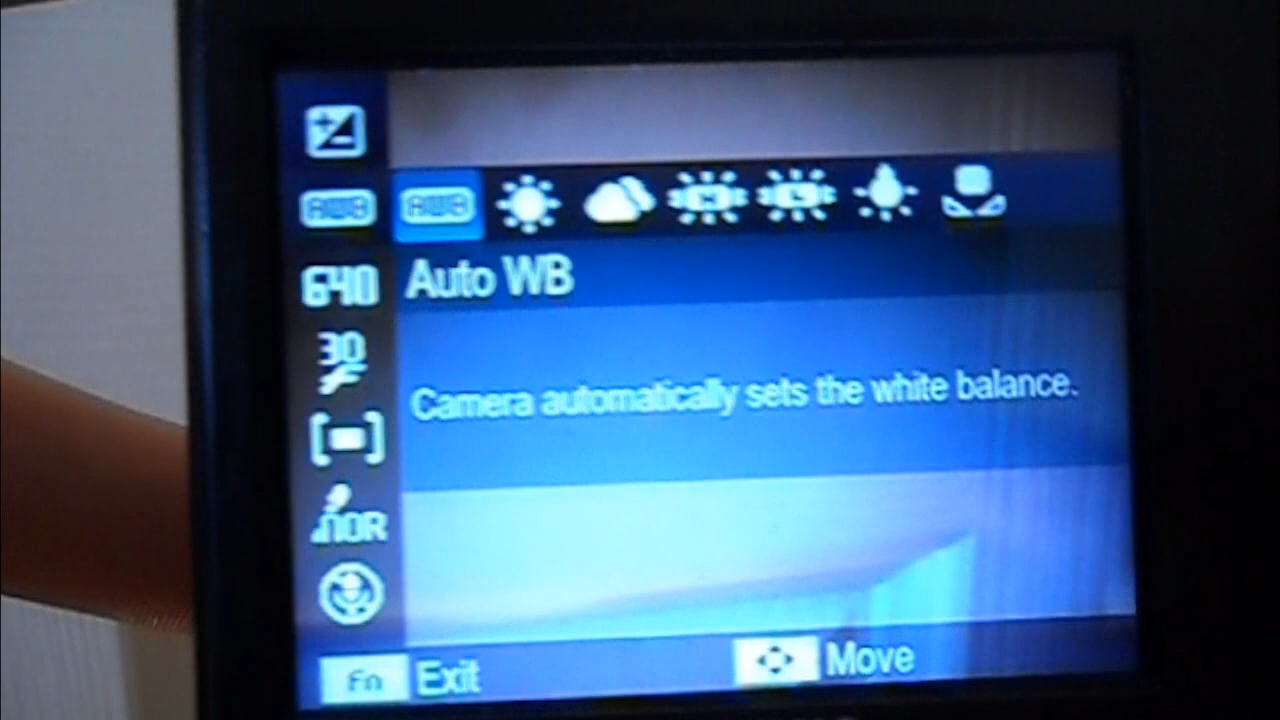 AWB AWB
640
Auto WB
30
F
Camera automatically sets the white balance.
NOR
Fn Exit
Move